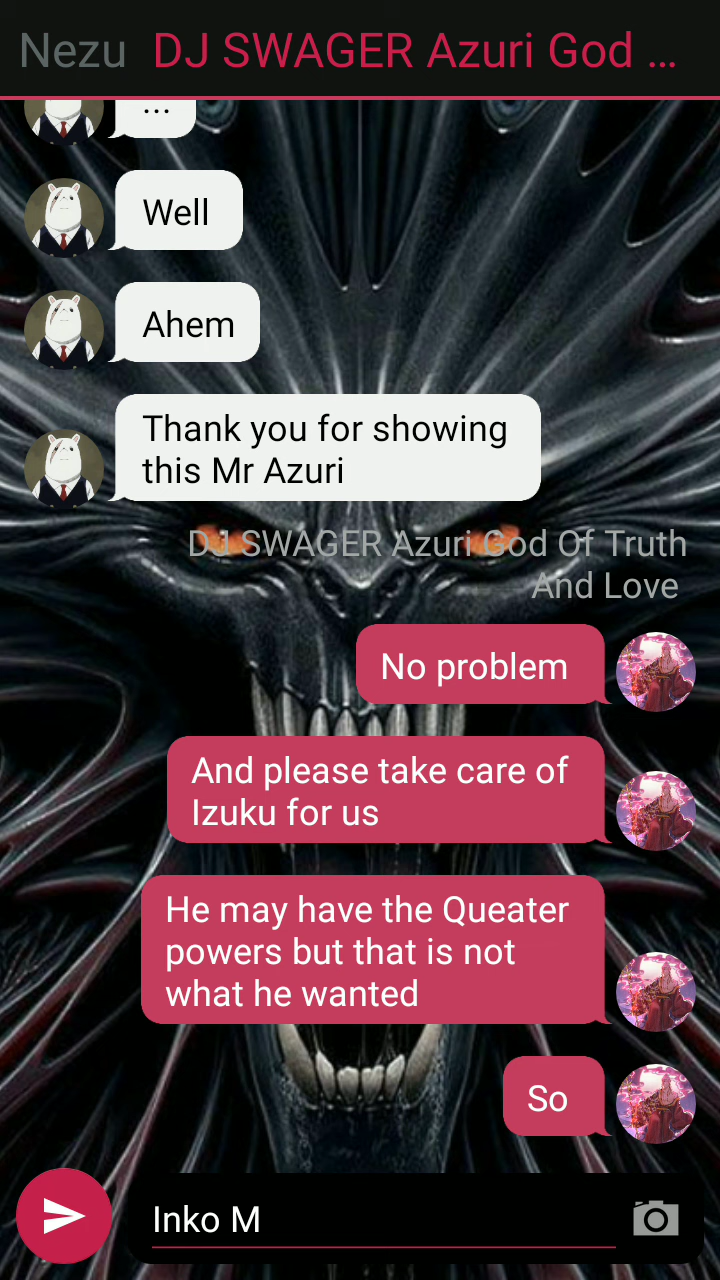 Nezu DJ SWAGER Azuri God ...
...
Well
Ahem
Thank you for showing
this Mr Azuri
DJ SWAGER Azuri God Of Truth
And Love
No problem
And please take care of
Izuku for us
He may have the Queater
powers but that is not
what he wanted
So
Inko M